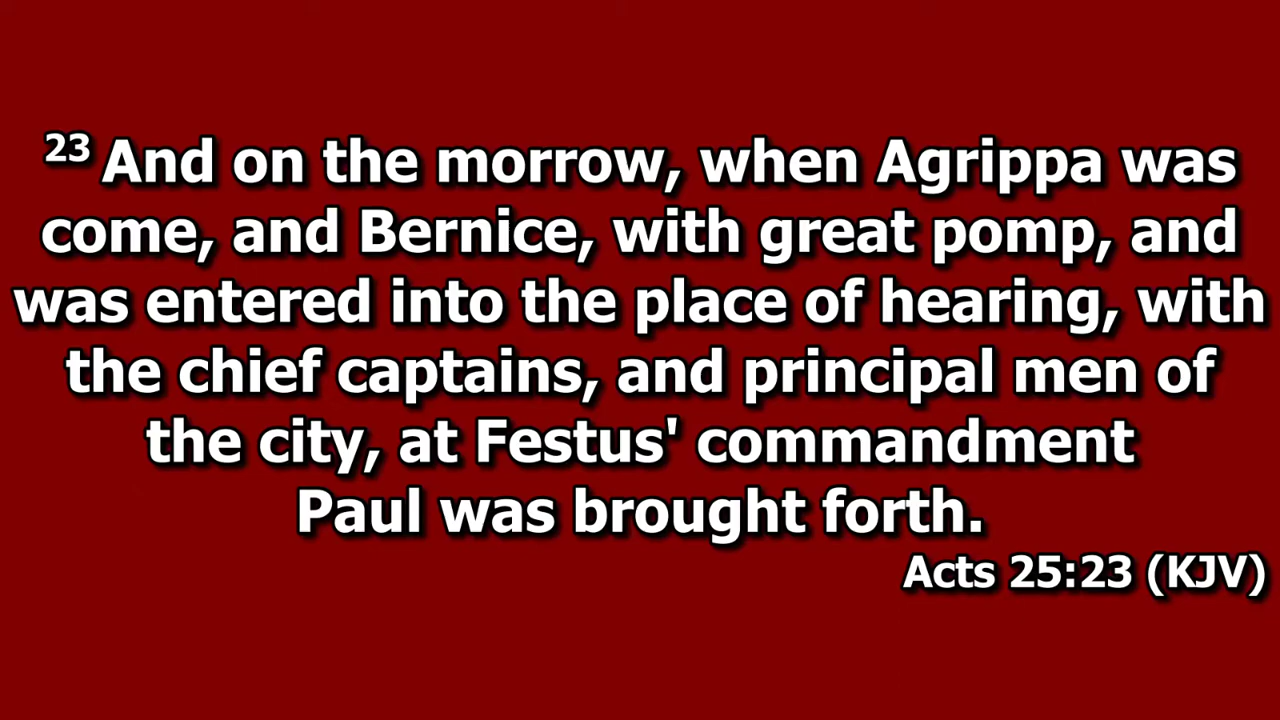 23 And on the morrow, when Agrippa was
come, and Bernice, with great pomp, and
was entered into the place of hearing, with
the chief captains, and principal men of
the city, at Festus' commandment
Paul was brought forth.
Acts 25:23 (KJV)